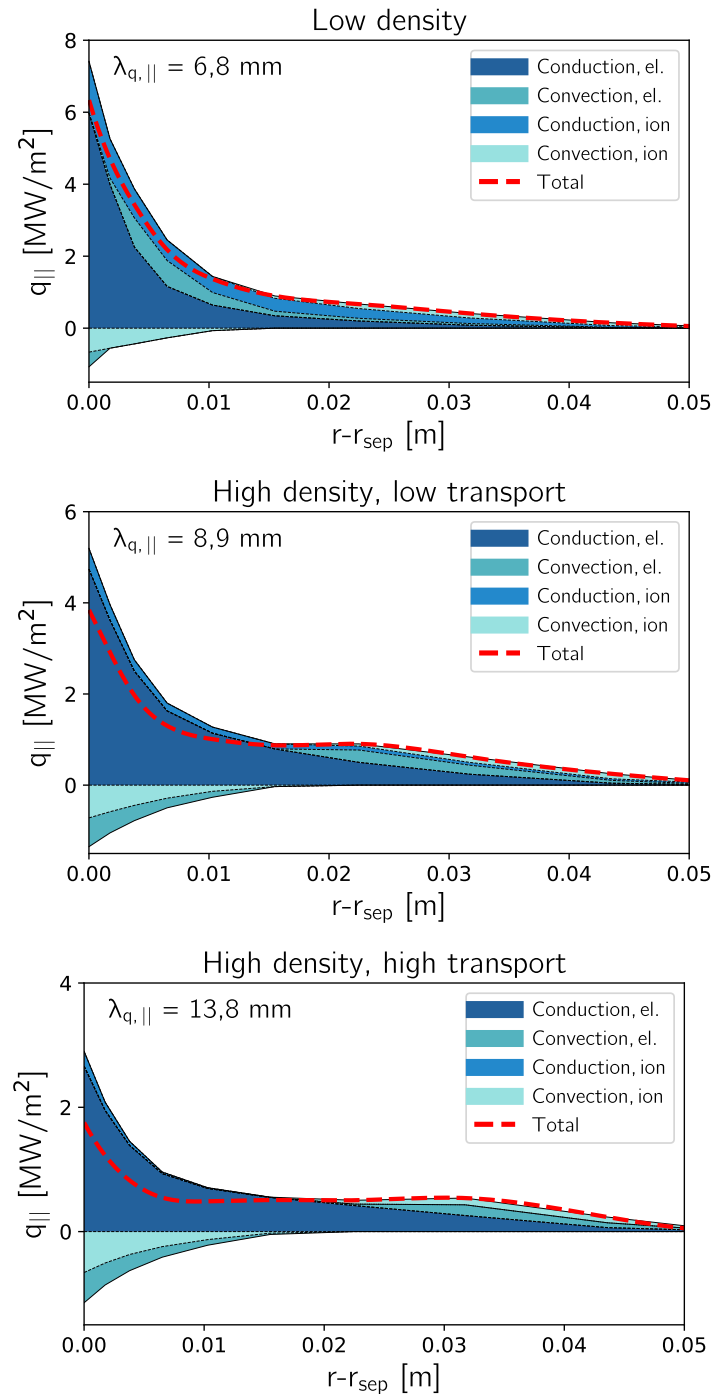 Low density
λq,|| = 6,8 mm
Conduction, el.
Convection, el.
Conduction, ion
Convection, ion
Total
q|| [MW/m²]
8
6
4
2
0
0.00 0.01 0.02 0.03 0.04 0.05
r-rsep [m]
High density, low transport
λq,|| = 8,9 mm
Conduction, el.
Convection, el.
Conduction, ion
Convection, ion
Total
q|| [MW/m²]
6
4
2
0
0.00 0.01 0.02 0.03 0.04 0.05
r-rsep [m]
High density, high transport
λq,|| = 13,8 mm
Conduction, el.
Convection, el.
Conduction, ion
Convection, ion
Total
q|| [MW/m²]
4
2
0
0.00 0.01 0.02 0.03 0.04 0.05
r-rsep [m]